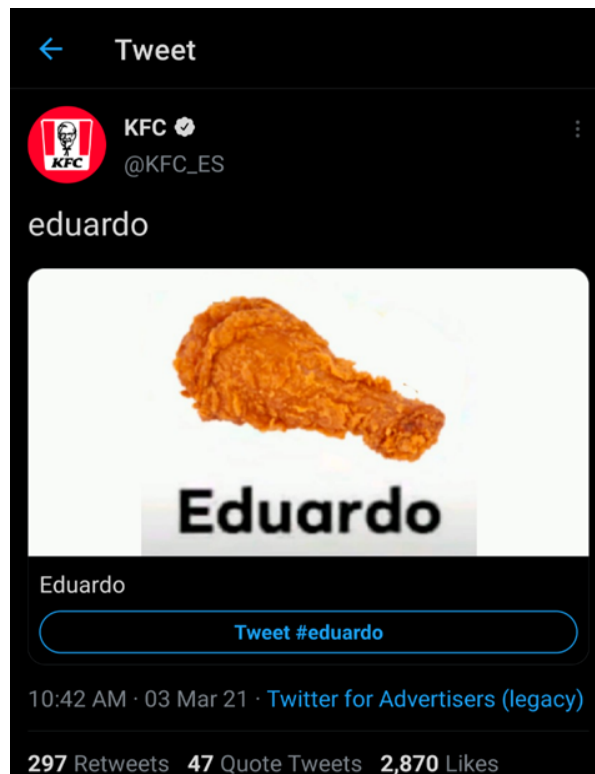 Tweet
KFC
KFC
@KFC_ES
eduardo
Eduardo
Eduardo
Tweet #eduardo
10:42 AM · 03 Mar 21 · Twitter for Advertisers (legacy)
297 Retweets 47 Quote Tweets 2,870 Likes